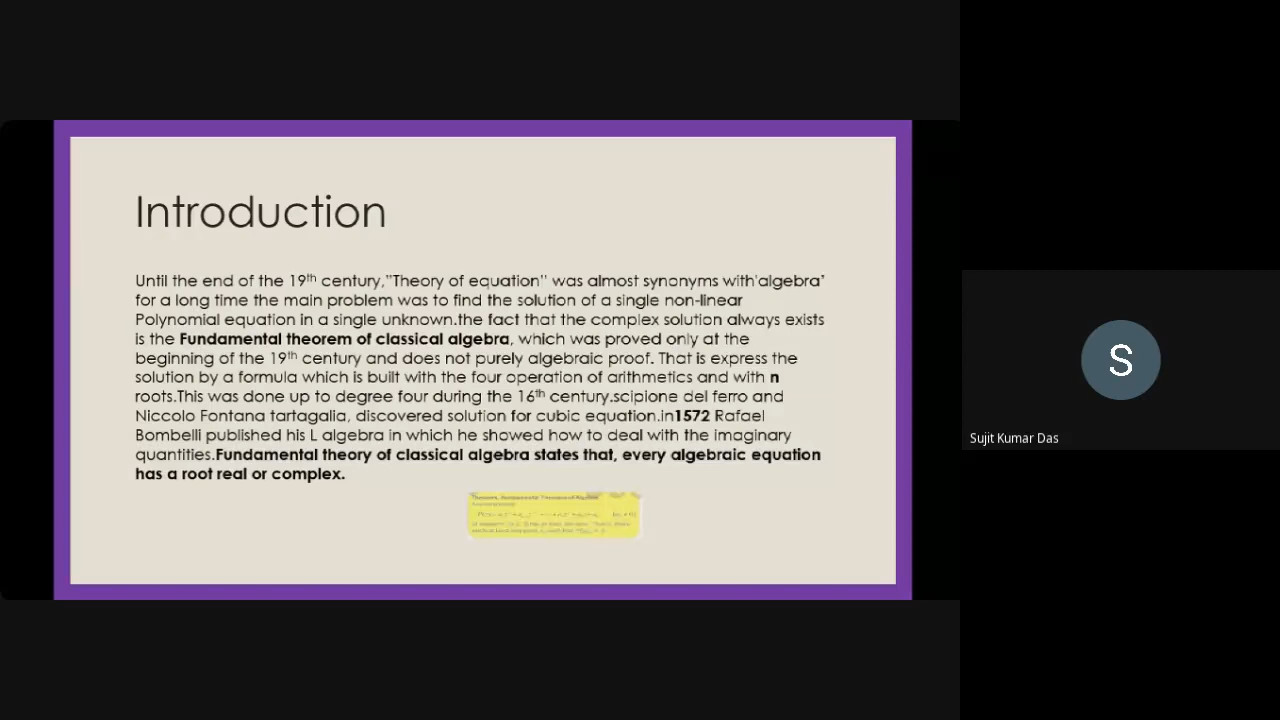 Introduction
Until the end of the 19th century,"Theory of equation" was almost synonyms with'algebra'
for a long time the main problem was to find the solution of a single non-linear
Polynomial equation in a single unknown.the fact that the complex solution always exists
is the Fundamental theorem of classical algebra, which was proved only at the
beginning of the 19th century and does not purely algebraic proof. That is express the
solution by a formula which is built with the four operation of arithmetics and with n
roots.This was done up to degree four during the 16th century.scipione del ferro and
Niccolo Fontana tartagalia, discovered solution for cubic equation.in1572 Rafael
Bombelli published his L algebra in which he showed how to deal with the imaginary
quantities.Fundamental theory of classical algebra states that, every algebraic equation
has a root real or complex.
S
Sujit Kumar Das